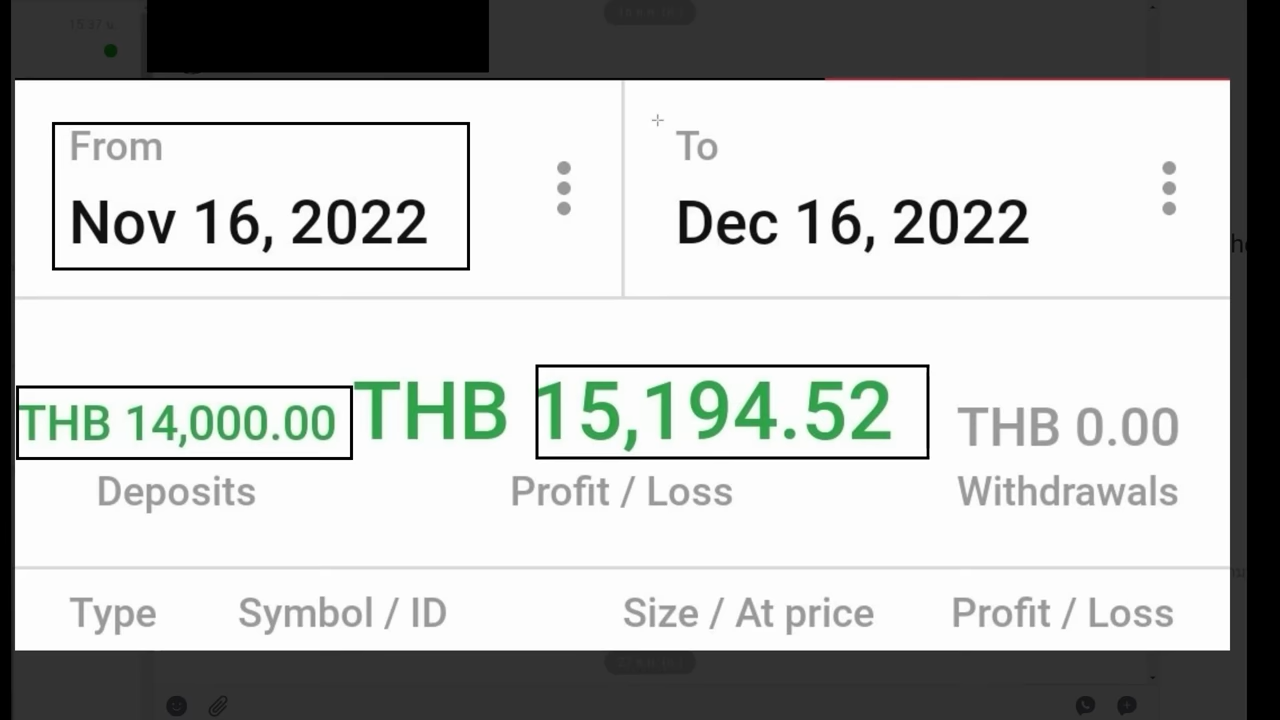 From
Nov 16, 2022
To
Dec 16, 2022
THB 14,000.00
Deposits
THB 15,194.52
Profit / Loss
THB 0.00
Withdrawals
Type
Symbol / ID
Size / At price
Profit / Loss